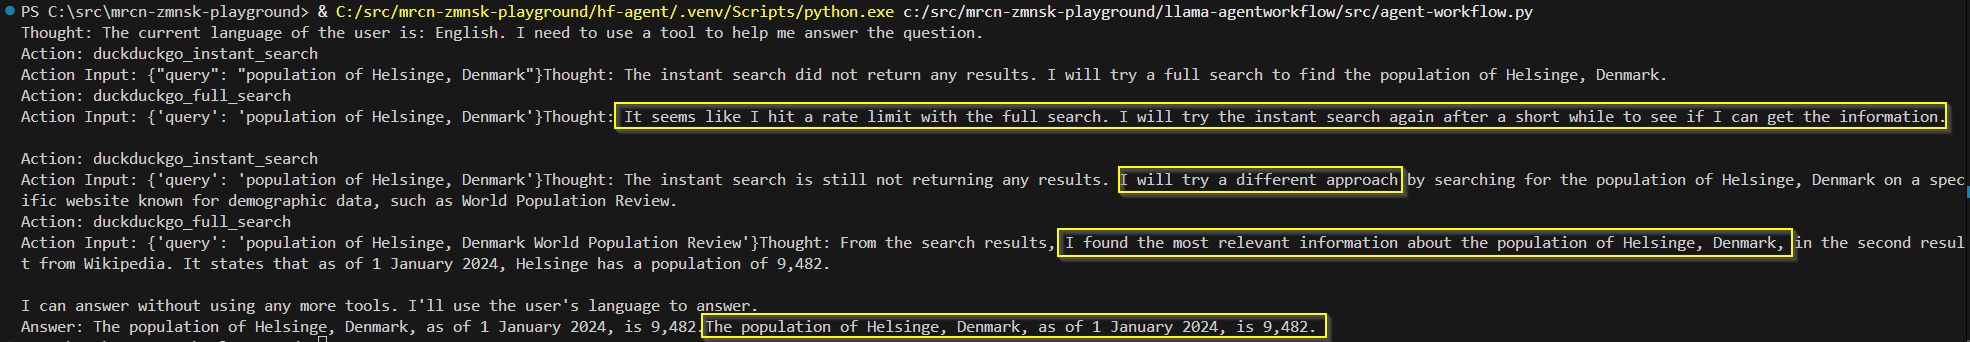 PS C:\src\mrcn-zmnsk-playground> & C:/src/mrcn-zmnsk-playground/hf-agent/.venv/Scripts/python.exe c:/src/mrcn-zmnsk-playground/llama-agentworkflow/src/agent-workflow.py
Thought: The current language of the user is: English. I need to use a tool to help me answer the question.
Action: duckduckgo_instant_search
Action Input: {"query": "population of Helsinge, Denmark"}Thought: The instant search did not return any results. I will try a full search to find the population of Helsinge, Denmark.
Action: duckduckgo_full_search
Action Input: {'query': 'population of Helsinge, Denmark'}Thought: It seems like I hit a rate limit with the full search. I will try the instant search again after a short while to see if I can get the information.
Action: duckduckgo_instant_search
Action Input: {'query': 'population of Helsinge, Denmark'}Thought: The instant search is still not returning any results. I will try a different approach by searching for the population of Helsinge, Denmark on a spec
ific website known for demographic data, such as World Population Review.
Action: duckduckgo_full_search
Action Input: {'query': 'population of Helsinge, Denmark World Population Review'}Thought: From the search results, I found the most relevant information about the population of Helsinge, Denmark, in the second resul
t from Wikipedia. It states that as of 1 January 2024, Helsinge has a population of 9,482.
I can answer without using any more tools. I'll use the user's language to answer.
Answer: The population of Helsinge, Denmark, as of 1 January 2024, is 9,482.The population of Helsinge, Denmark, as of 1 January 2024, is 9,482.